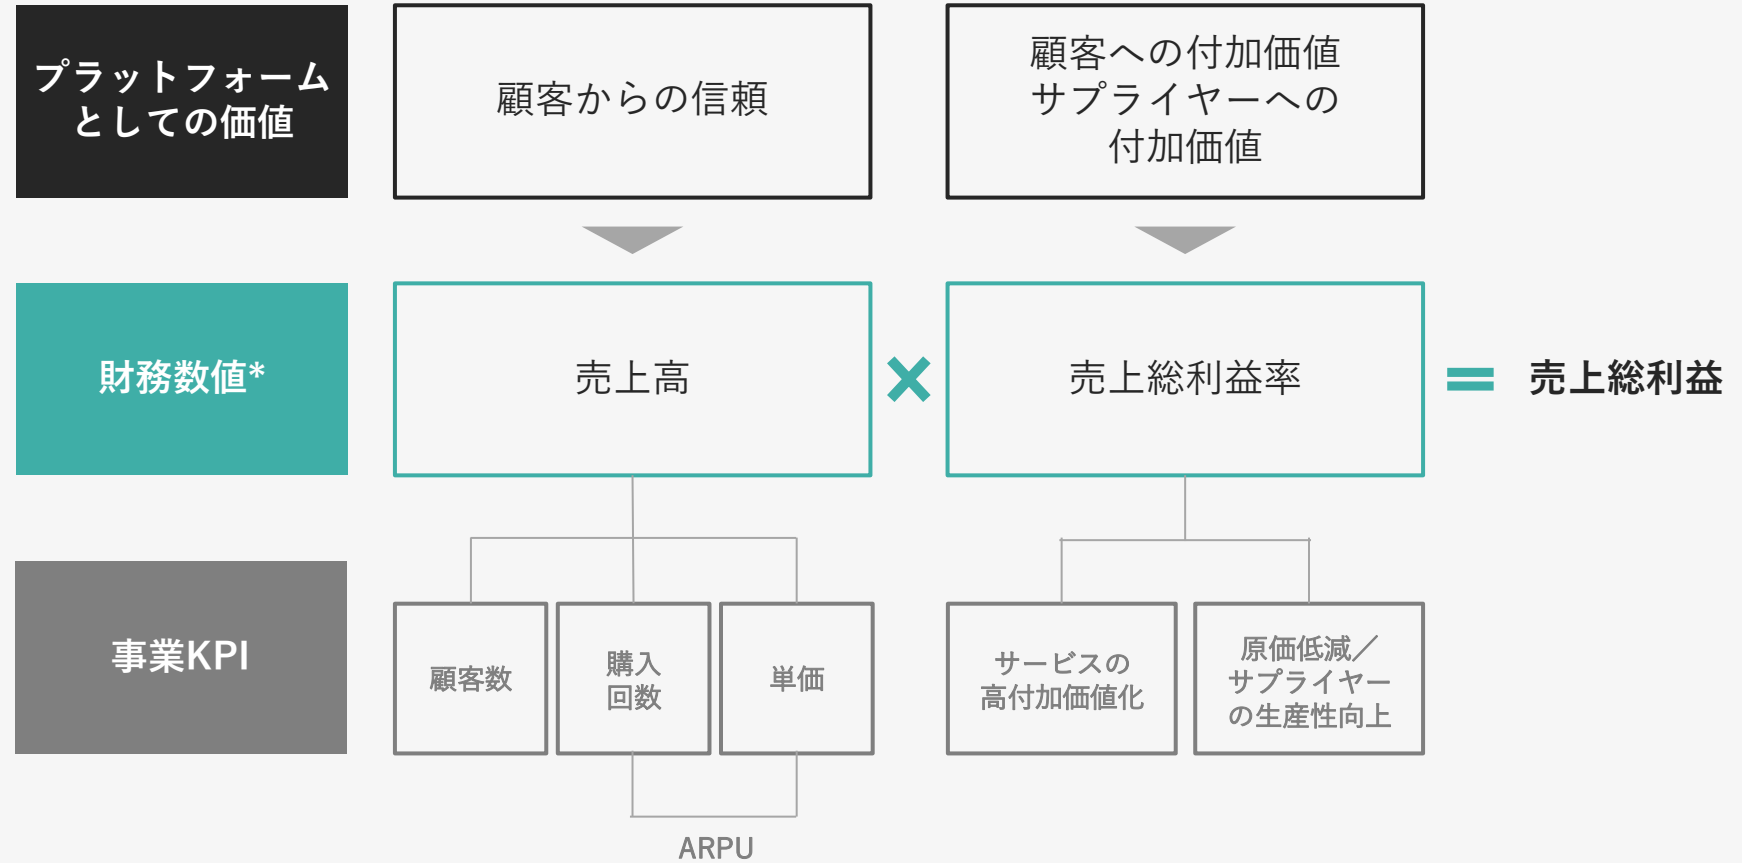 プラットフォーム
としての価値
顧客からの信頼
顧客への付加価値
サプライヤーへの
付加価値
財務数値*
売上高
×
売上総利益率
=
売上総利益
事業KPI
顧客数
購入
回数
単価
サービスの
高付加価値化
原価低減／
サプライヤー
の生産性向上
ARPU